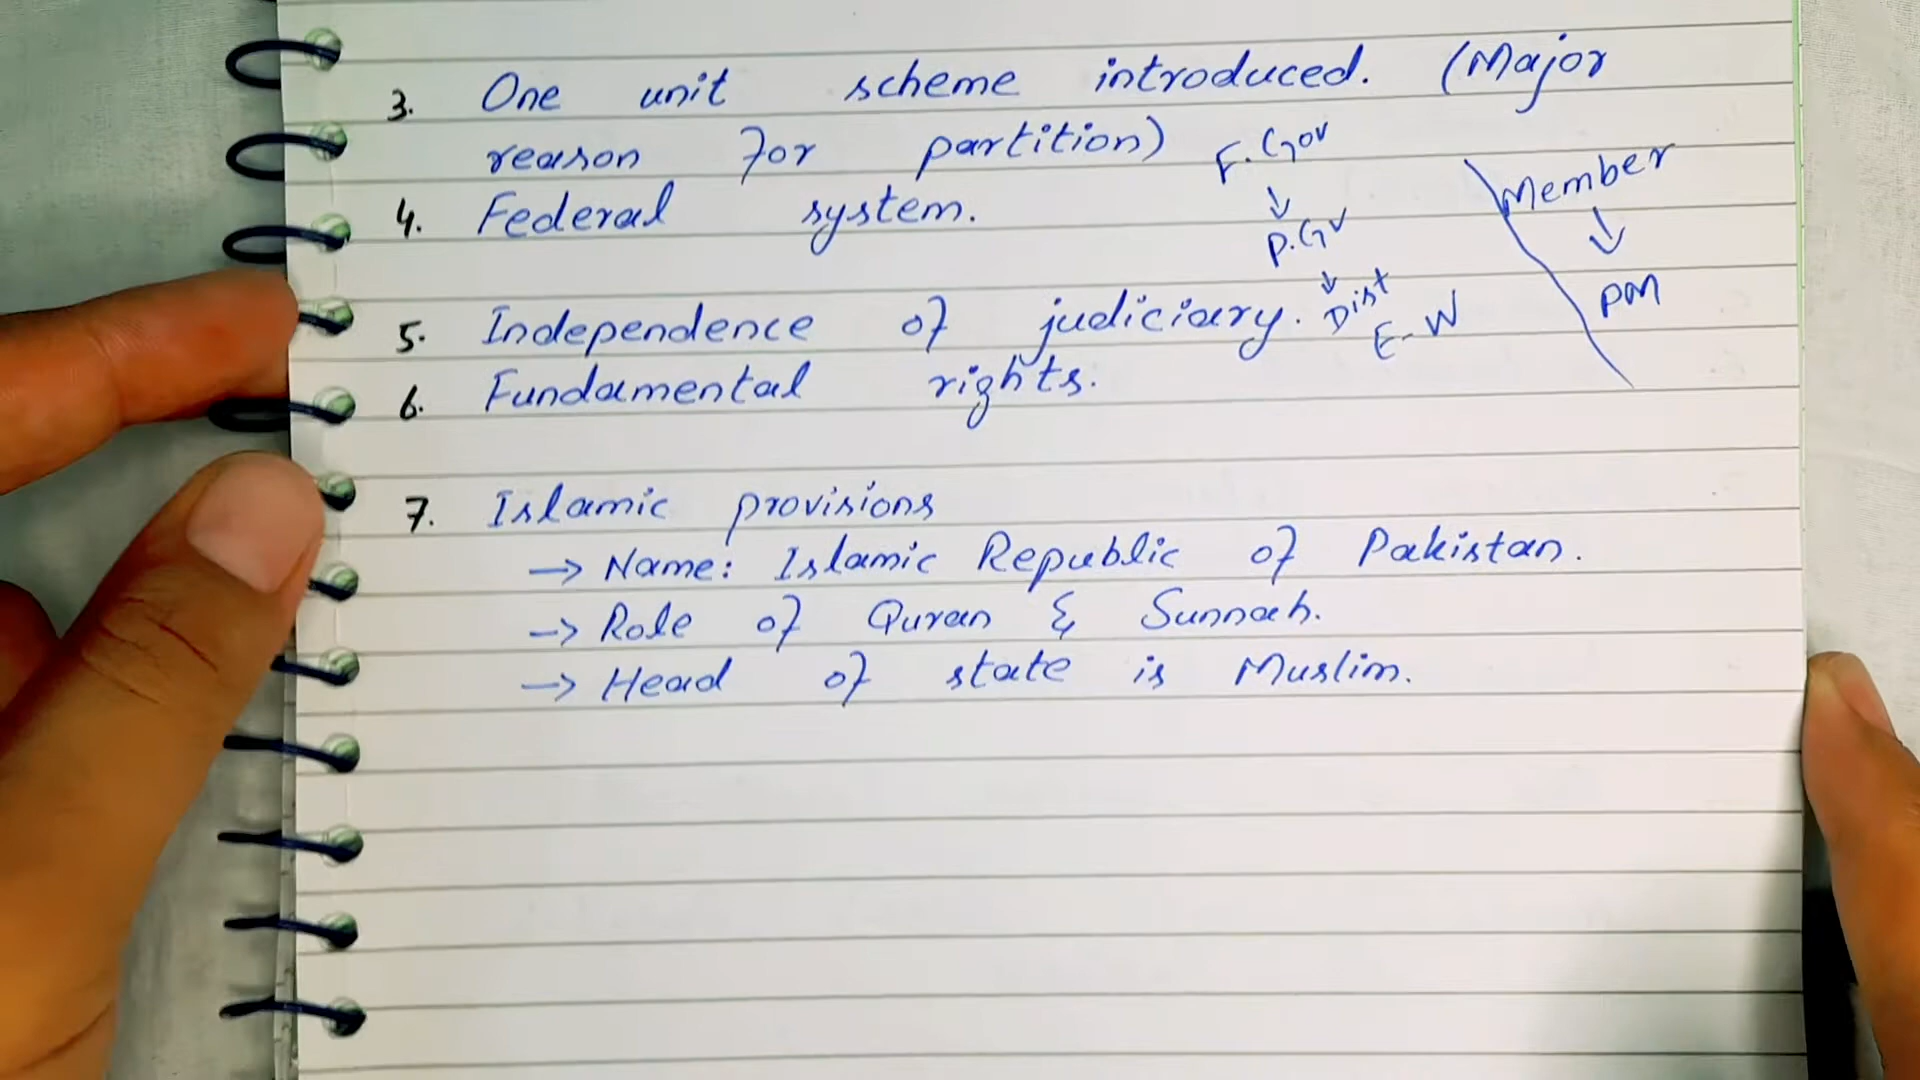 3. One unit scheme introduced. (Major
reason for partition)
4. Federal system.
5. Independence of judiciary.
6. Fundamental rights.
7. Islamic provisions
→ Name: Islamic Republic of Pakistan.
→ Role of Quran & Sunnah.
→ Head of state is Muslim.
F. Gov
↓
P. Gv
↓
Dist
E-W
Member
↓
PM